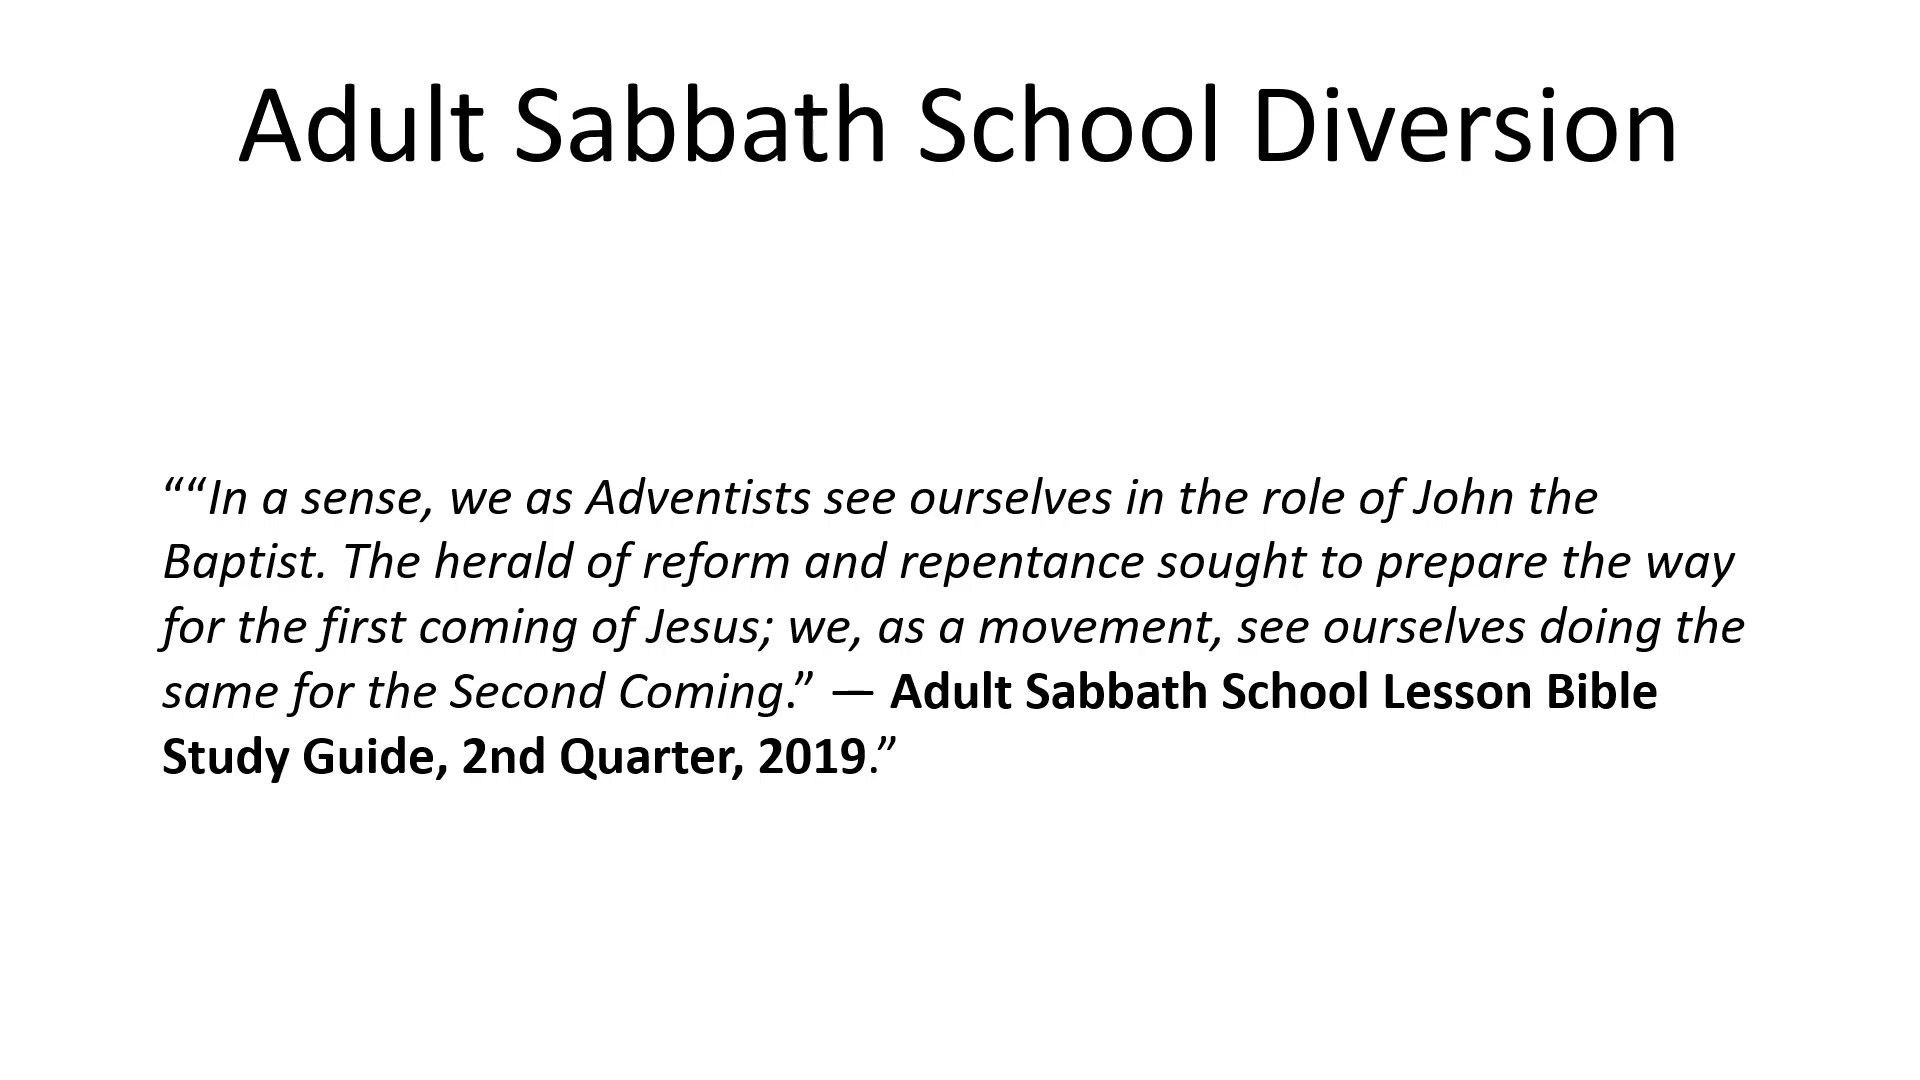 Adult Sabbath School Diversion
““In a sense, we as Adventists see ourselves in the role of John the
Baptist. The herald of reform and repentance sought to prepare the way
for the first coming of Jesus; we, as a movement, see ourselves doing the
same for the Second Coming.” — Adult Sabbath School Lesson Bible
Study Guide, 2nd Quarter, 2019.”